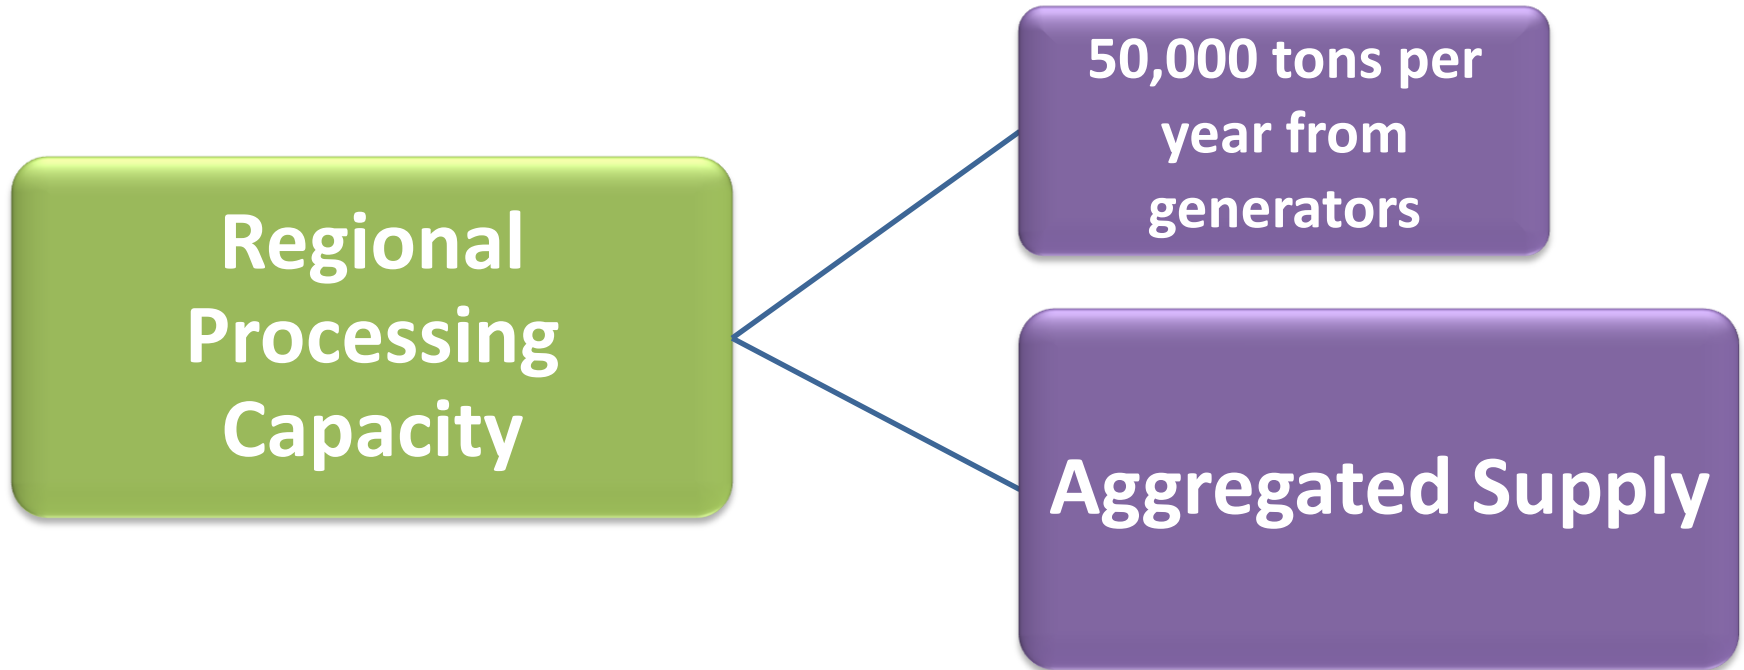 Regional
Processing
Capacity
50,000 tons per
year from
generators
Aggregated Supply